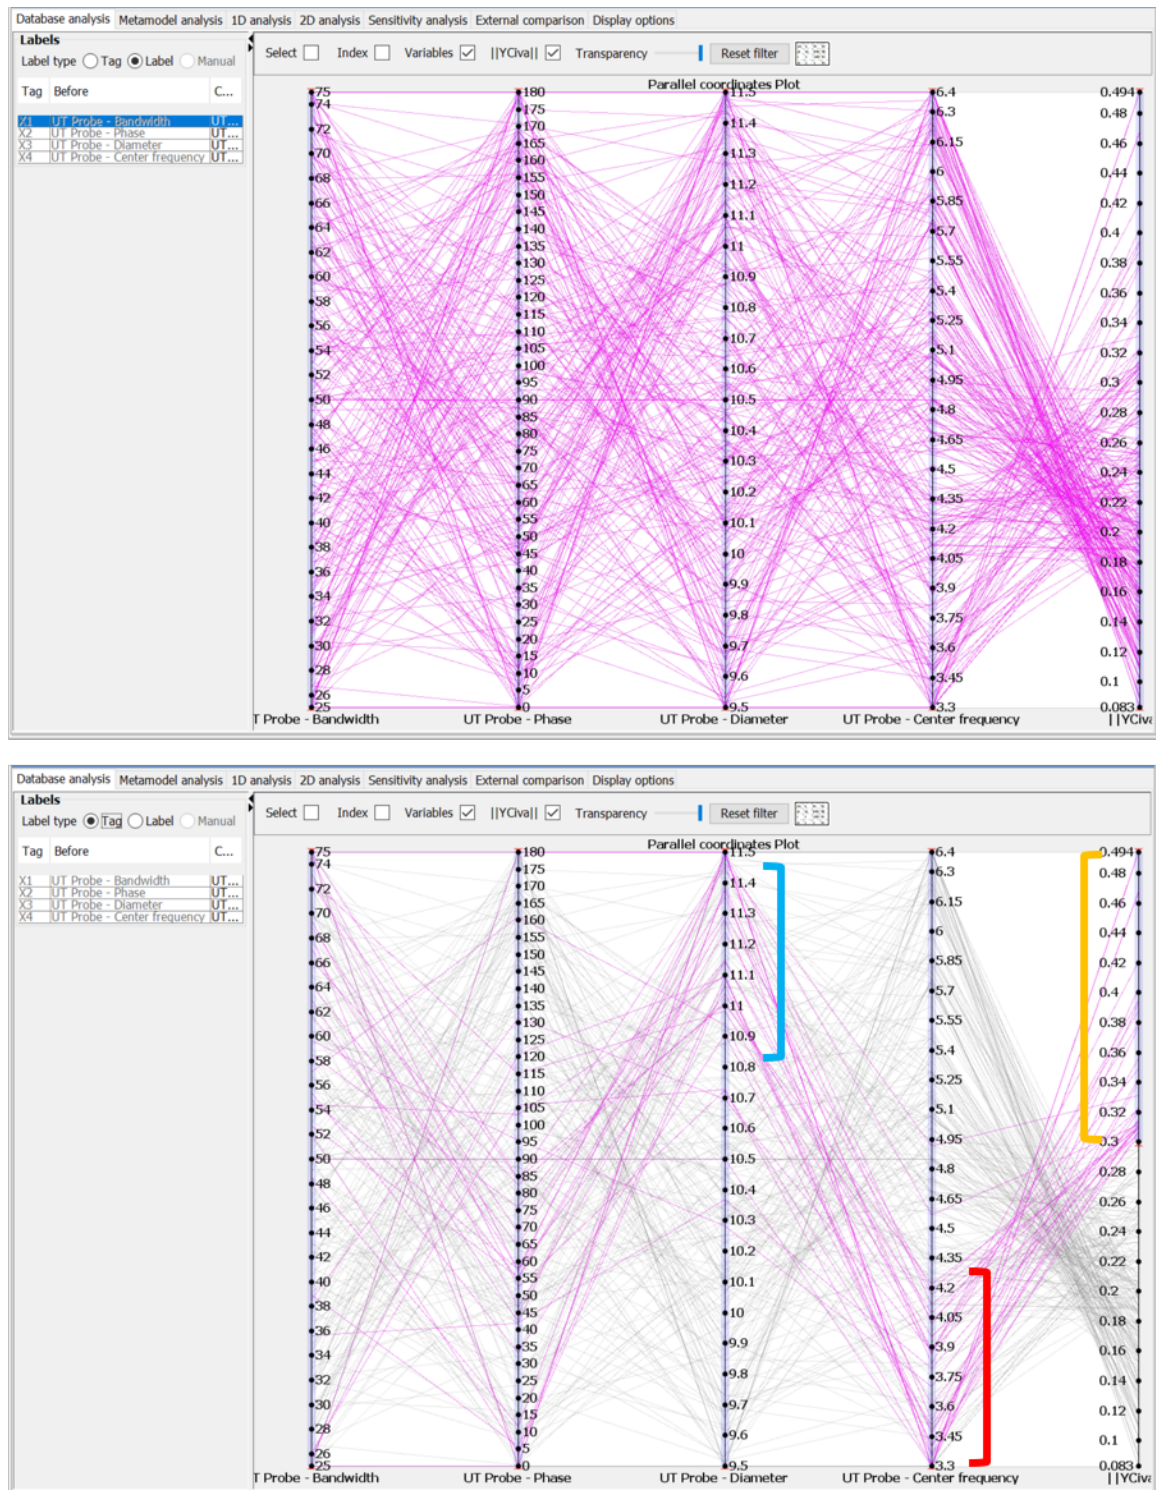 Database analysis Metamodel analysis 1D analysis 2D analysis Sensitivity analysis External comparison Display options
Labels
Label type Tag Label Manual
Select Index Variables ||YCiva|| Transparency Reset filter
Tag Before C...
X1 UT Probe - Bandwidth UT...
X2 UT Probe - Phase UT...
X3 UT Probe - Diameter UT...
X4 UT Probe - Center frequency UT...
Parallel coordinates Plot
75 74 72 70 68 66 64 62 60 58 56 54 52 50 48 46 44 42 40 38 36 34 32 30 28 26 25
180 175 170 165 160 155 150 145 140 135 130 125 120 115 110 105 100 95 90 85 80 75 70 65 60 55 50 45 40 35 30 25 20 15 10 5 0
11.5 11.4 11.3 11.2 11.1 11 10.9 10.8 10.7 10.6 10.5 10.4 10.3 10.2 10.1 10 9.9 9.8 9.7 9.6 9.5
6.4 6.3 6.15 6 5.85 5.7 5.55 5.4 5.25 5.1 4.95 4.8 4.65 4.5 4.35 4.2 4.05 3.9 3.75 3.6 3.45 3.3
0.494 0.48 0.46 0.44 0.42 0.4 0.38 0.36 0.34 0.32 0.3 0.28 0.26 0.24 0.22 0.2 0.18 0.16 0.14 0.12 0.1 0.083
T Probe - Bandwidth UT Probe - Phase UT Probe - Diameter UT Probe - Center frequency ||YCiva
Database analysis Metamodel analysis 1D analysis 2D analysis Sensitivity analysis External comparison Display options
Labels
Label type Tag Label Manual
Select Index Variables ||YCiva|| Transparency Reset filter
Tag Before C...
X1 UT Probe - Bandwidth UT...
X2 UT Probe - Phase UT...
X3 UT Probe - Diameter UT...
X4 UT Probe - Center frequency UT...
Parallel coordinates Plot
75 74 72 70 68 66 64 62 60 58 56 54 52 50 48 46 44 42 40 38 36 34 32 30 28 26 25
180 175 170 165 160 155 150 145 140 135 130 125 120 115 110 105 100 95 90 85 80 75 70 65 60 55 50 45 40 35 30 25 20 15 10 5 0
11.5 11.4 11.3 11.2 11.1 11 10.9 10.8 10.7 10.6 10.5 10.4 10.3 10.2 10.1 10 9.9 9.8 9.7 9.6 9.5
6.4 6.3 6.15 6 5.85 5.7 5.55 5.4 5.25 5.1 4.95 4.8 4.65 4.5 4.35 4.2 4.05 3.9 3.75 3.6 3.45 3.3
0.494 0.48 0.46 0.44 0.42 0.4 0.38 0.36 0.34 0.32 0.3 0.28 0.26 0.24 0.22 0.2 0.18 0.16 0.14 0.12 0.1 0.083
T Probe - Bandwidth UT Probe - Phase UT Probe - Diameter UT Probe - Center frequency ||YCiva